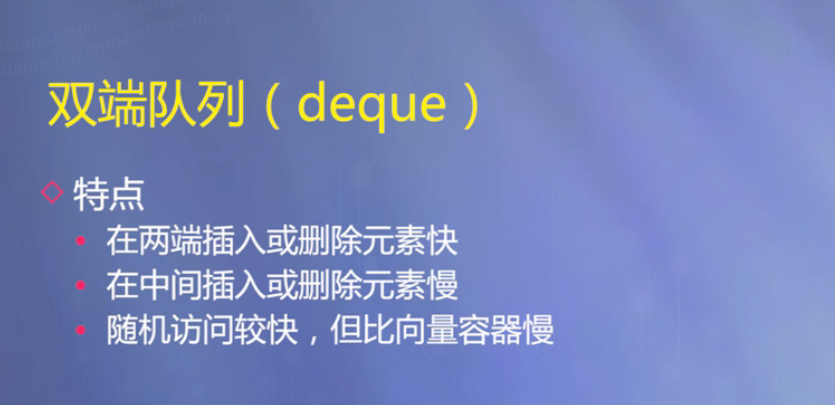 双端队列（deque）
特点
在两端插入或删除元素快
在中间插入或删除元素慢
随机访问较快，但比向量容器慢